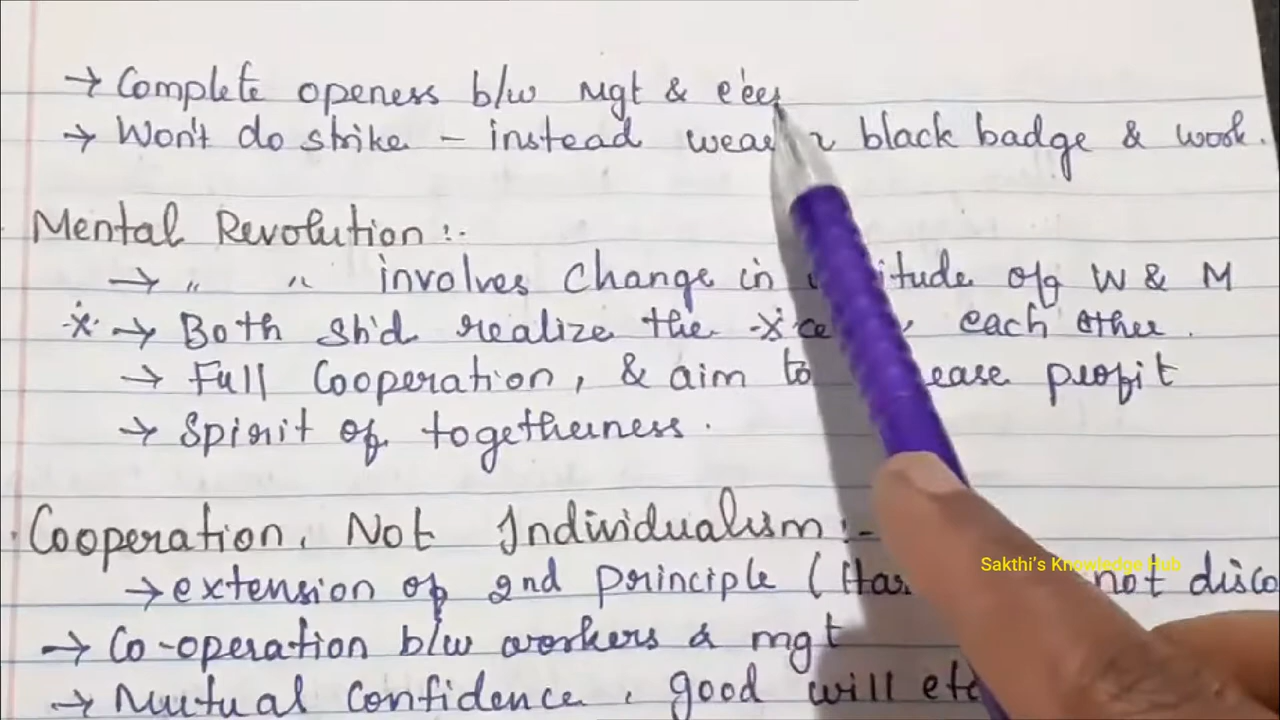 → Complete openess b/w Mgt & e'ees
→ Won't do strike – instead wear black badge & work.
Mental Revolution :-
→ " " involves Change in of W & M
* → Both sh'd realize the each other.
→ Full Cooperation, & aim to profit
→ Spirit of togetherness.
Cooperation, Not Individualism :-
→ extension of 2nd principle ( not
→ Co-operation b/w workers & mgt
→ Mutual Confidence, good will etc
Sakthi's Knowledge Hub